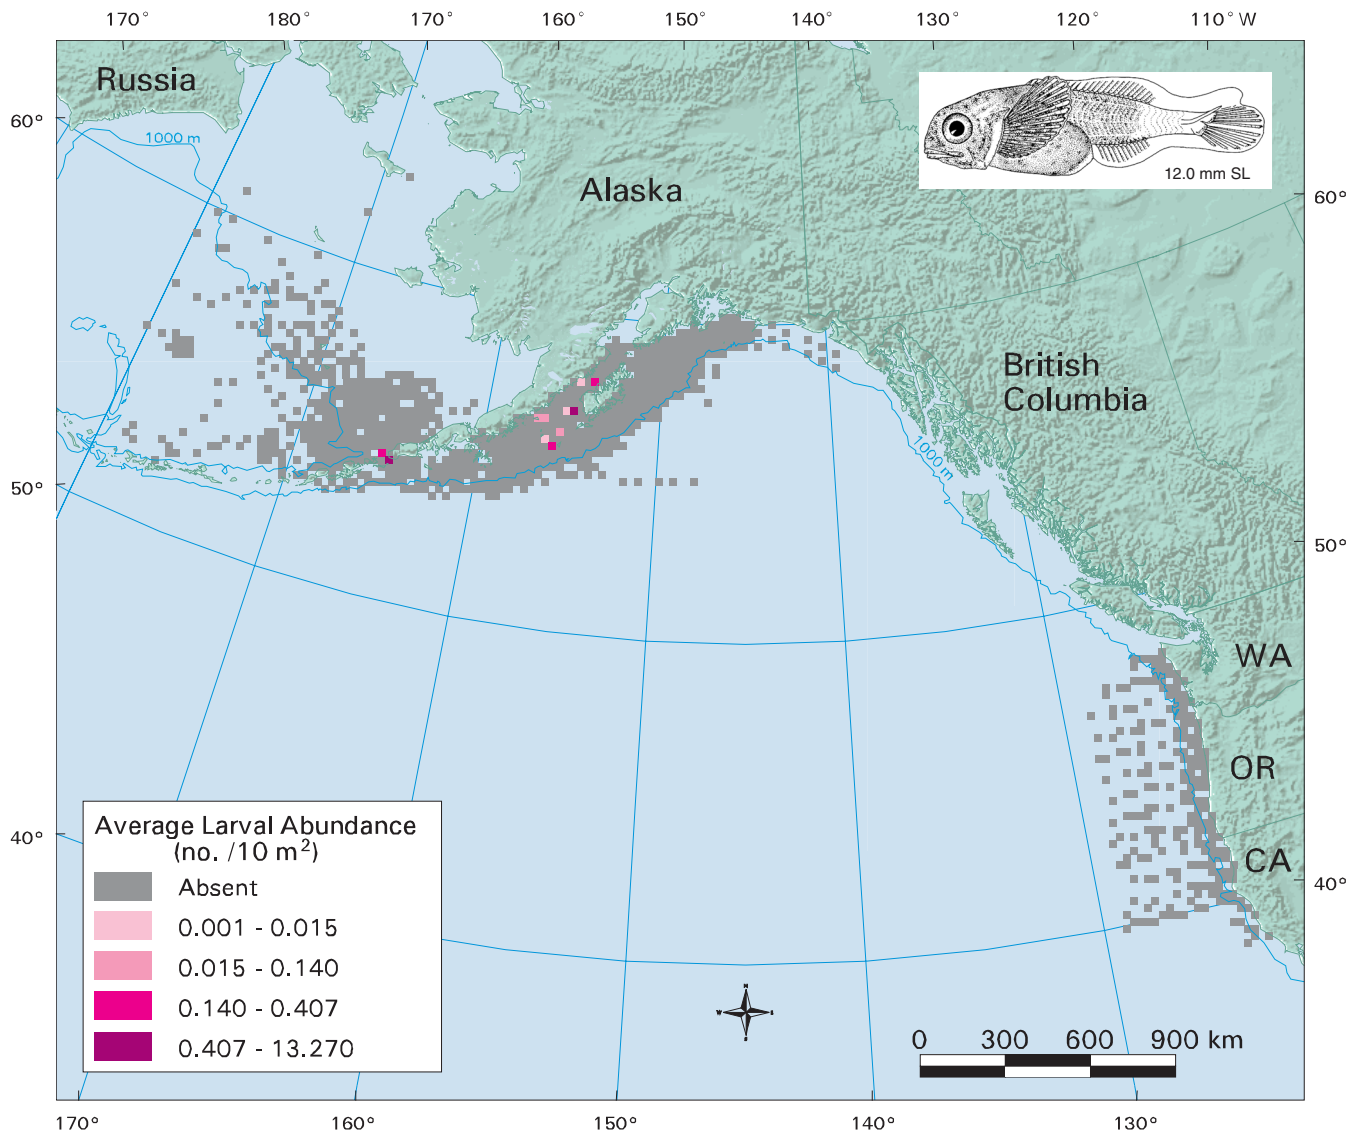 170° 180° 170° 160° 150° 140° 130° 120° 110° W
Russia
1000 m
60°
12.0 mm SL
Alaska
60°
British
Columbia
1000 m
50°
50°
WA
OR
CA
40°
40°
Average Larval Abundance
(no. /10 m²)
Absent
0.001 - 0.015
0.015 - 0.140
0.140 - 0.407
0.407 - 13.270
N
W
S
0 300 600 900 km
170° 160° 150° 140° 130°